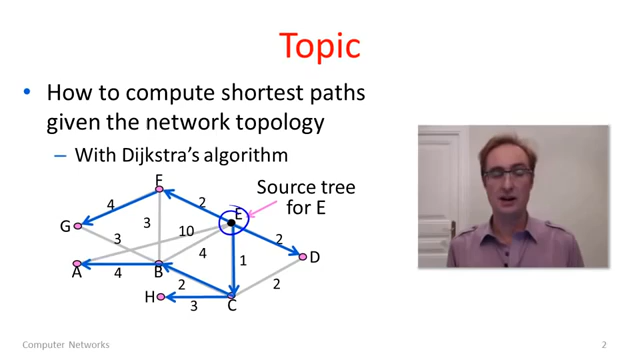 Topic
• How to compute shortest paths
given the network topology
– With Dijkstra's algorithm
F
4
2
Source tree
for E
E
G
3
10
3
4
2
D
A
4
B
1
2
2
H
3
C
Computer Networks
2